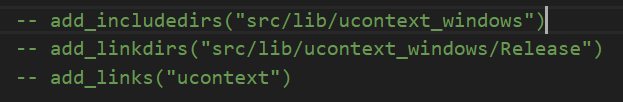 -- add_includedirs("src/lib/ucontext_windows")
-- add_linkdirs("src/lib/ucontext_windows/Release")
-- add_links("ucontext")